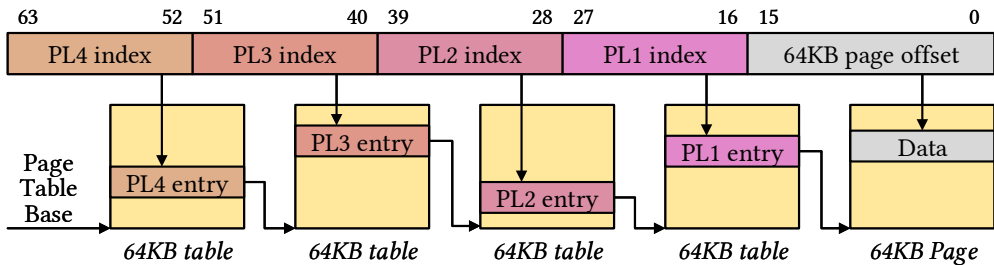 63 52 51 40 39 28 27 16 15 0
PL4 index PL3 index PL2 index PL1 index 64KB page offset
PL3 entry
PL1 entry
Data
Page
Table
Base
PL4 entry
PL2 entry
64KB table 64KB table 64KB table 64KB table 64KB Page